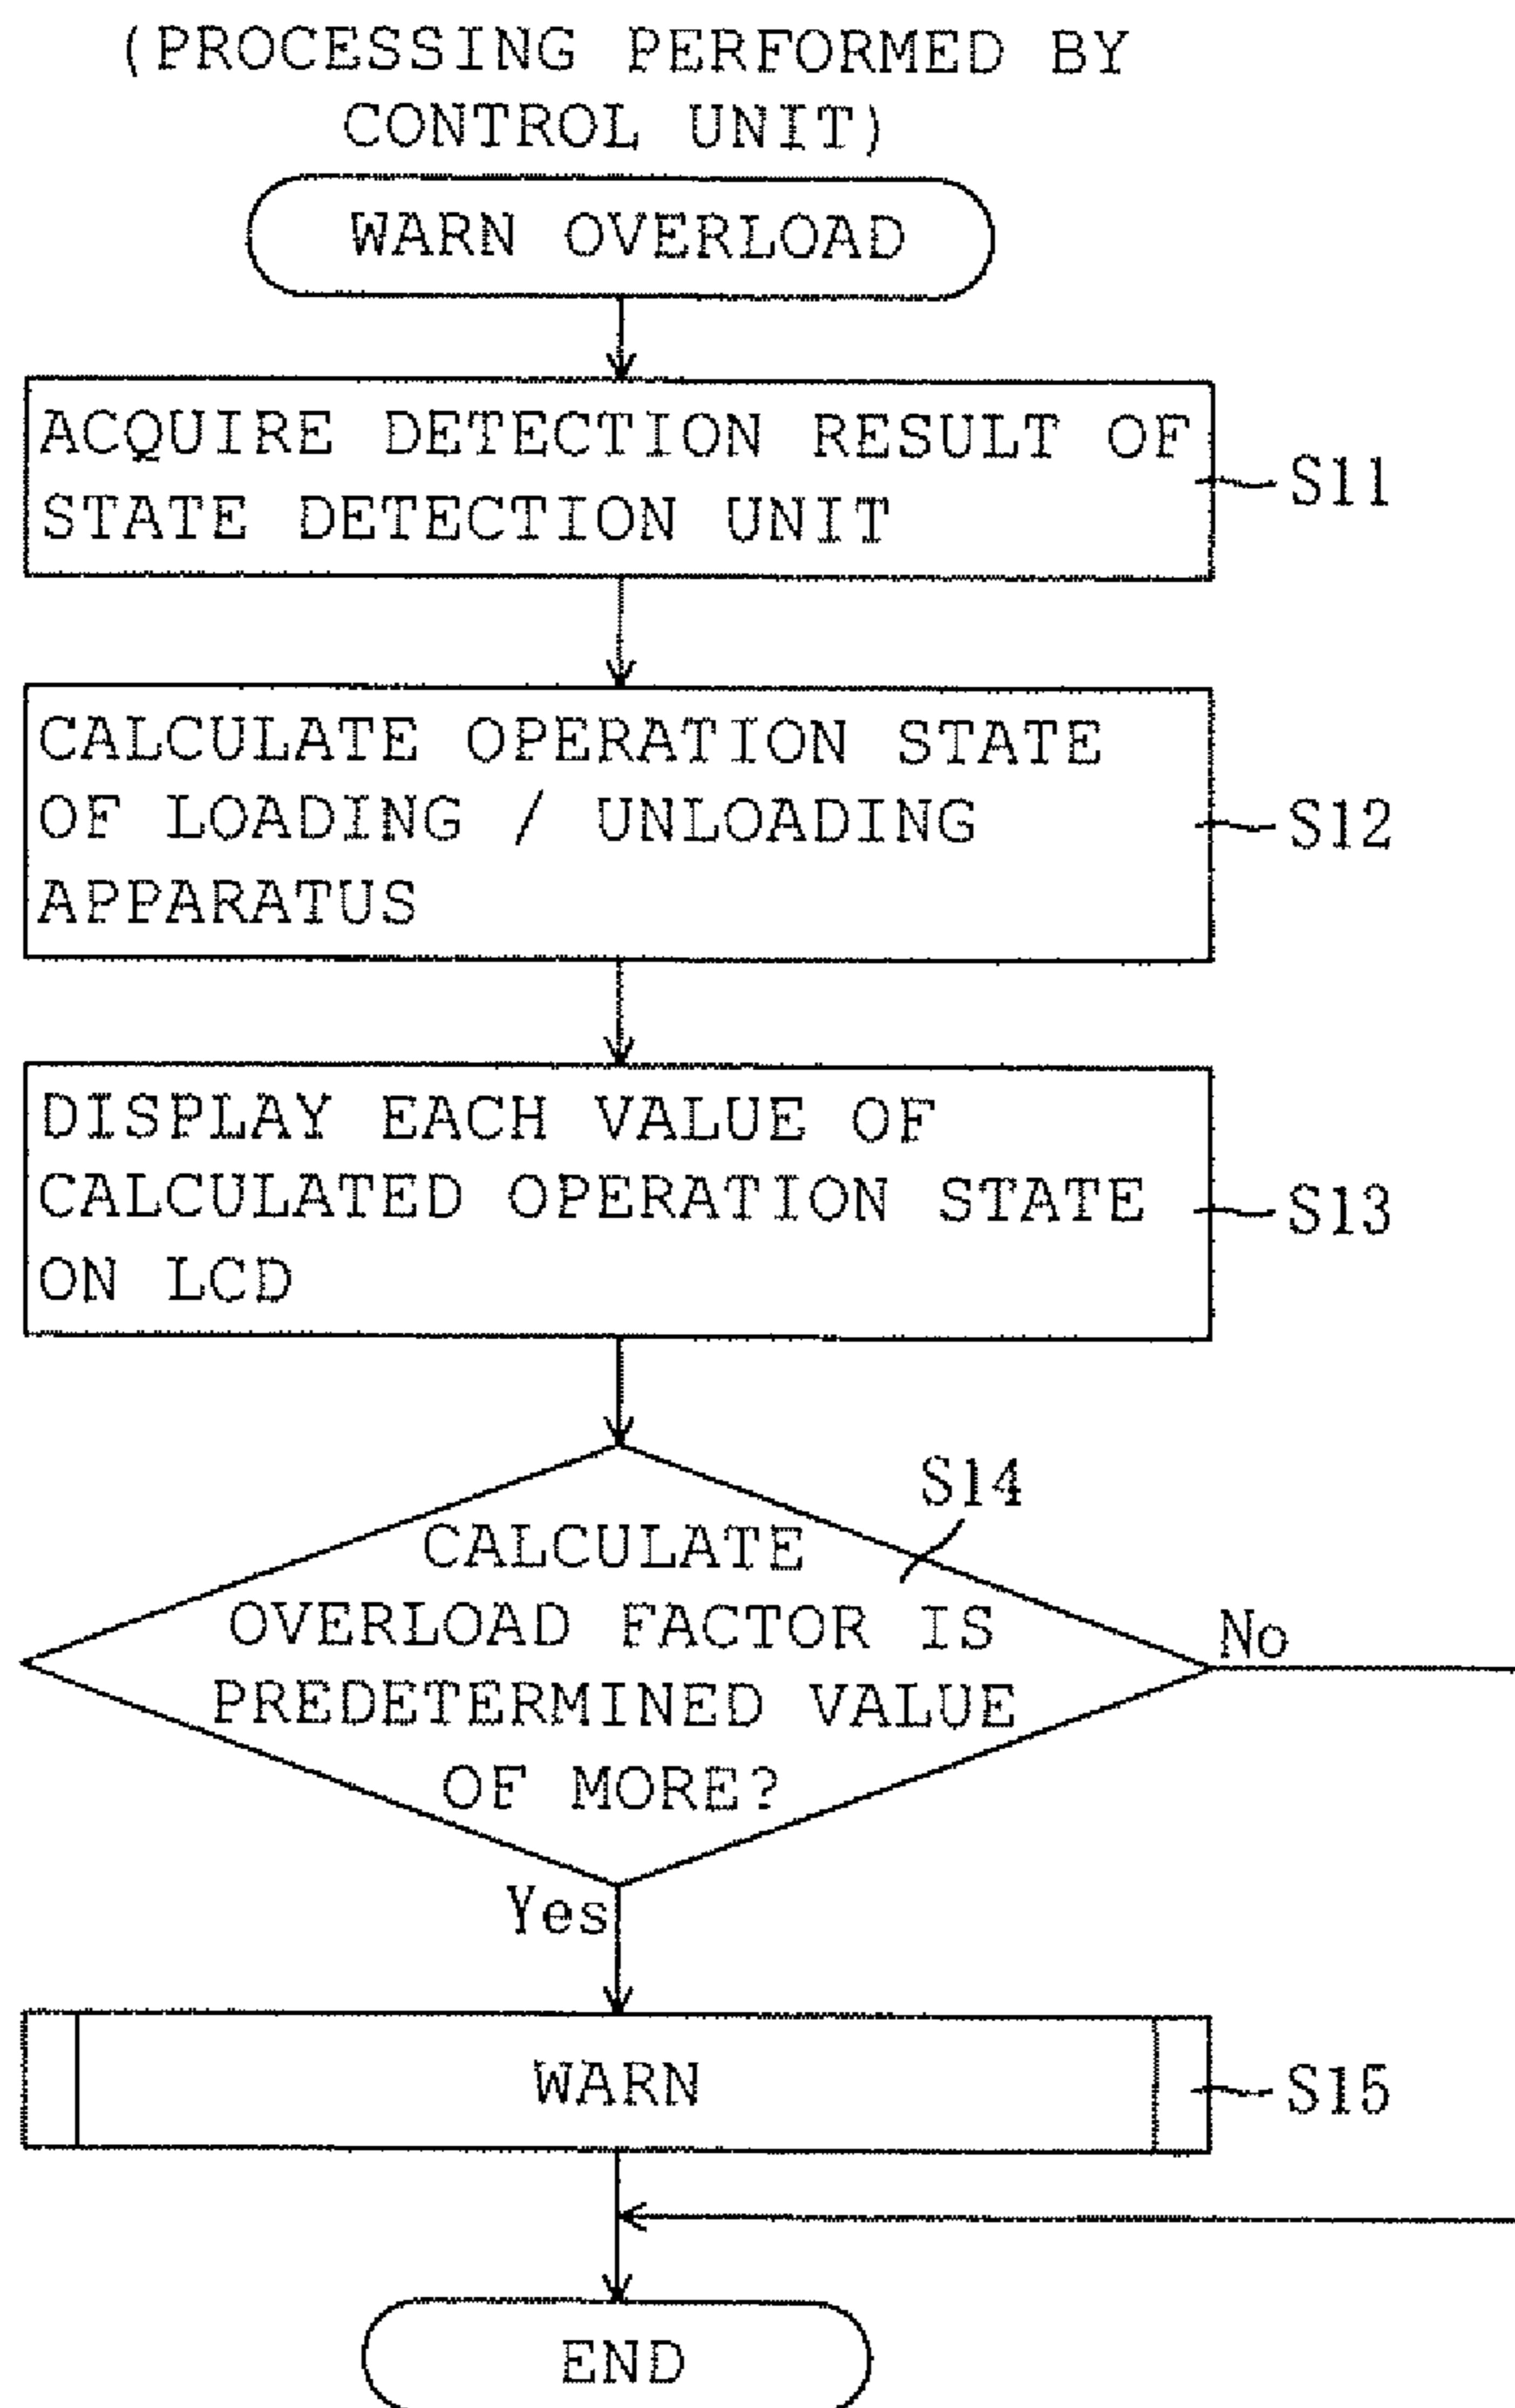 (PROCESSING PERFORMED BY
CONTROL UNIT)
WARN OVERLOAD
ACQUIRE DETECTION RESULT OF
STATE DETECTION UNIT
S11
CALCULATE OPERATION STATE
OF LOADING / UNLOADING
APPARATUS
S12
DISPLAY EACH VALUE OF
CALCULATED OPERATION STATE
ON LCD
S13
S14
CALCULATE
OVERLOAD FACTOR IS
PREDETERMINED VALUE
OF MORE?
No
Yes
WARN
S15
END